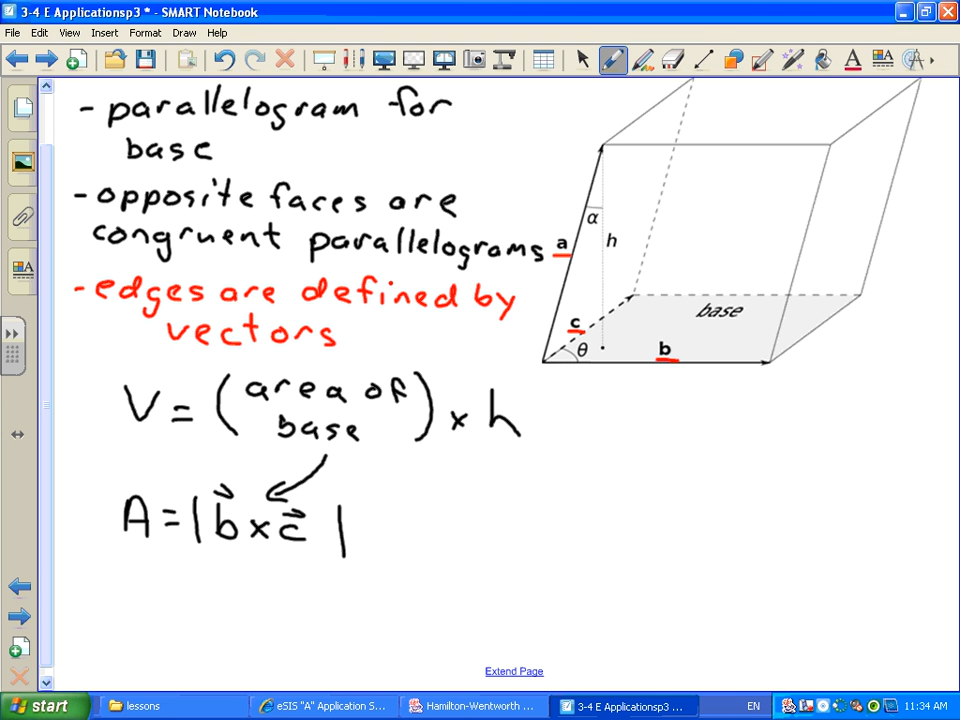 3-4 E Applicationsp3 * - SMART Notebook
File Edit View Insert Format Draw Help
- parallelogram for
base
- opposite faces are
congruent parallelograms
- edges are defined by
vectors
α
h
a
base
c
θ
b
V = (area of
base) x h
A = |b⃗ x c⃗ |
Extend Page
start
lessons
eSIS "A" Application S...
Hamilton-Wentworth ...
3-4 E Applicationsp3 ...
EN
11:34 AM